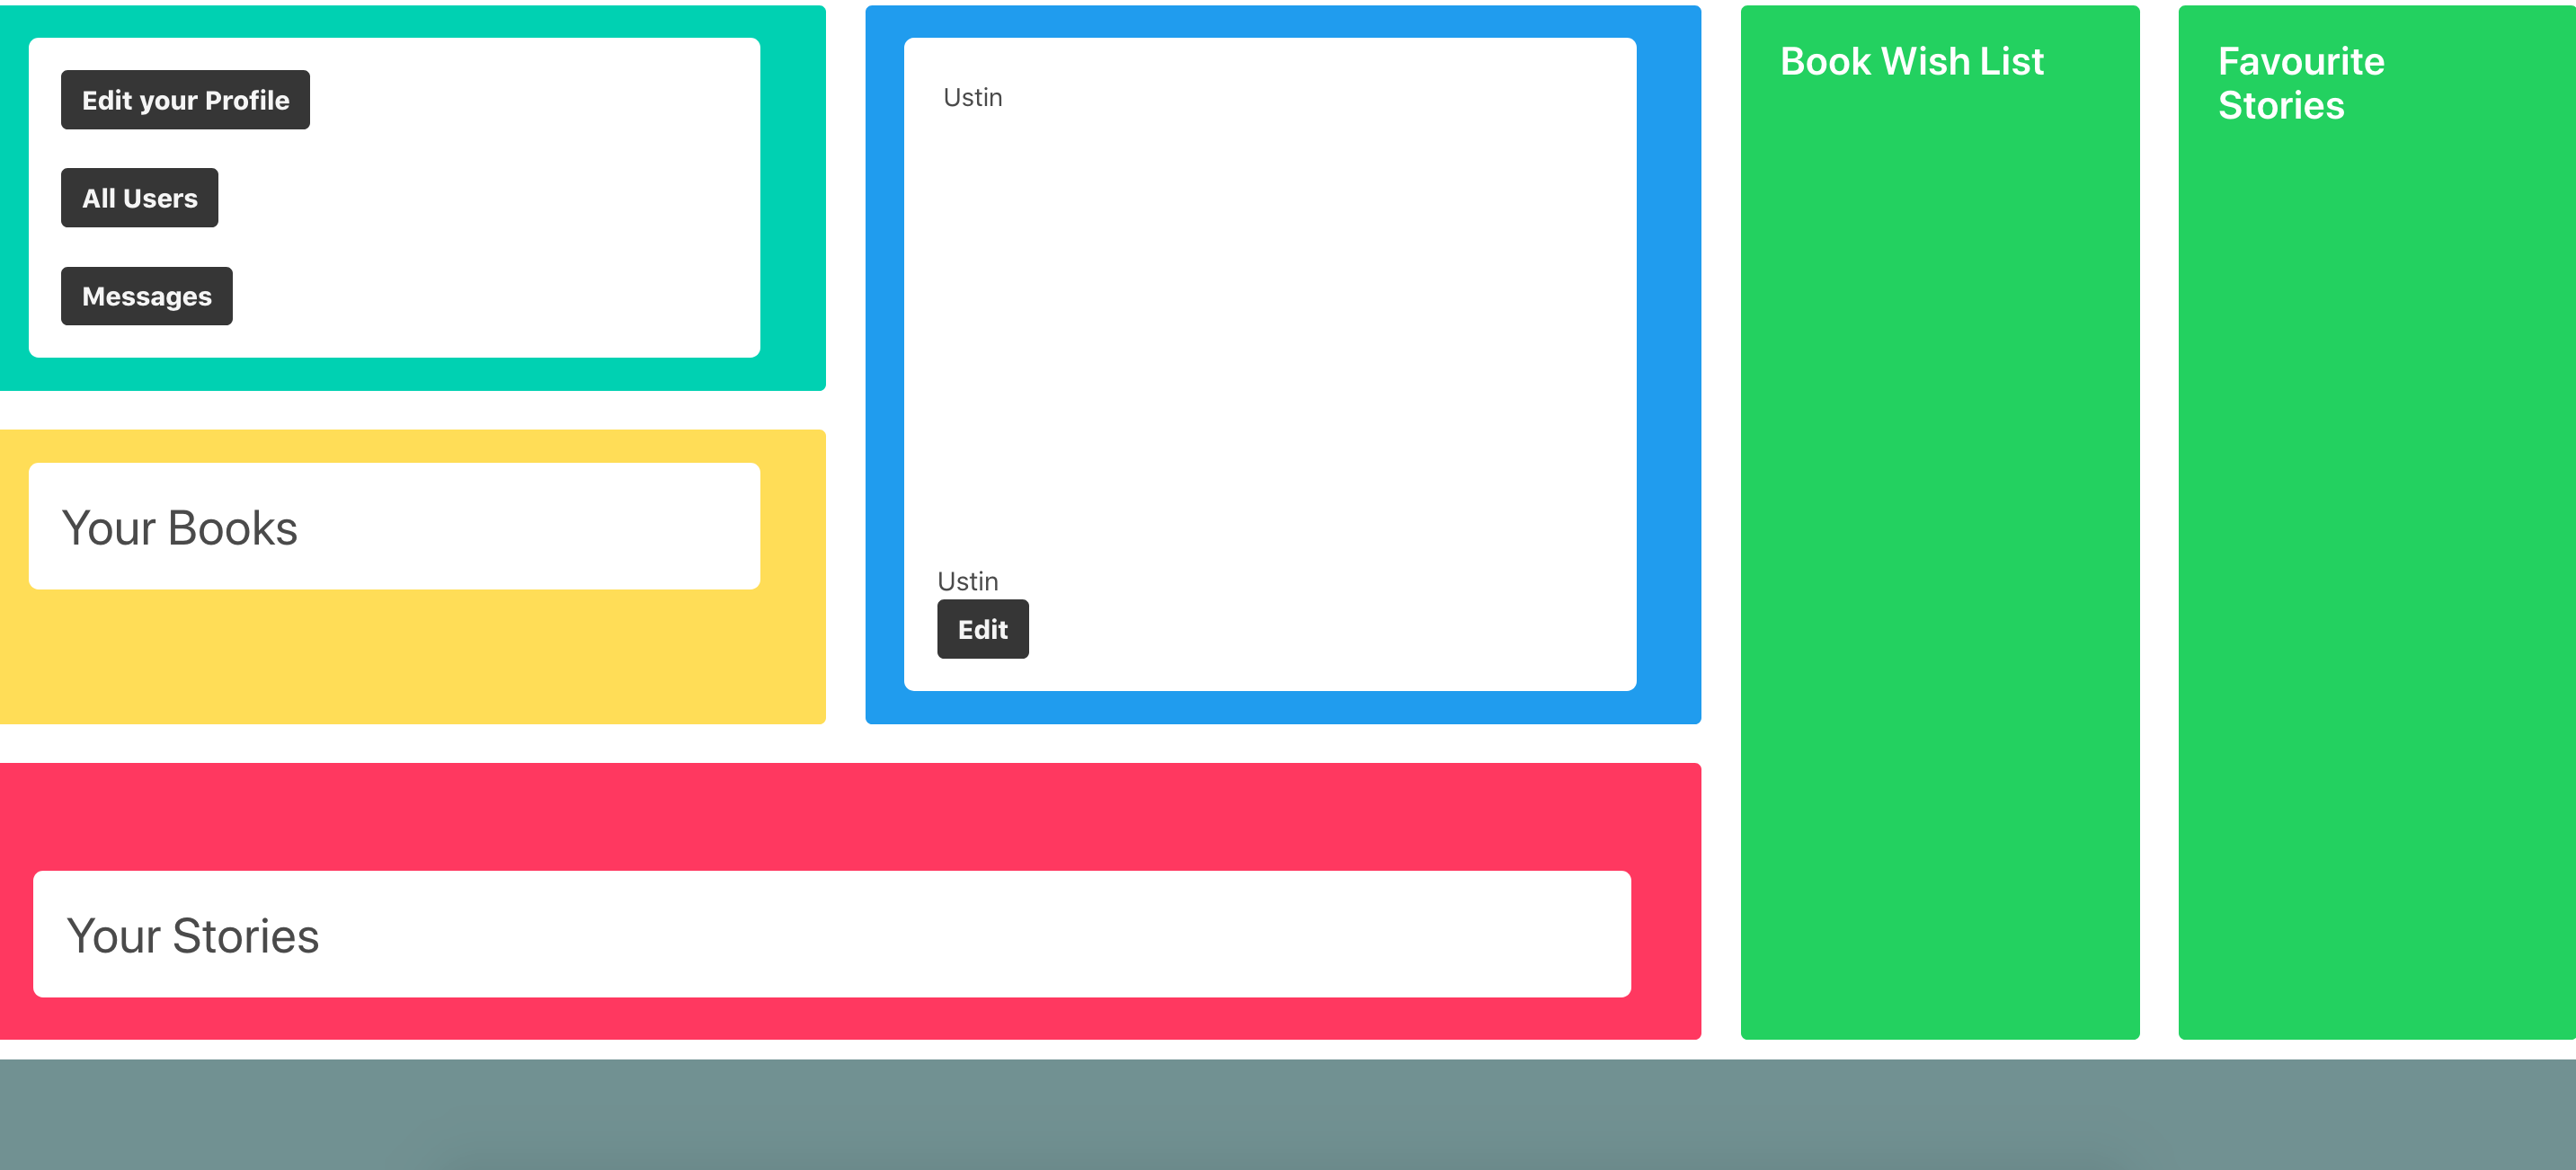 Edit your Profile
All Users
Messages
Your Books
Ustin
Ustin
Edit
Your Stories
Book Wish List
Favourite
Stories